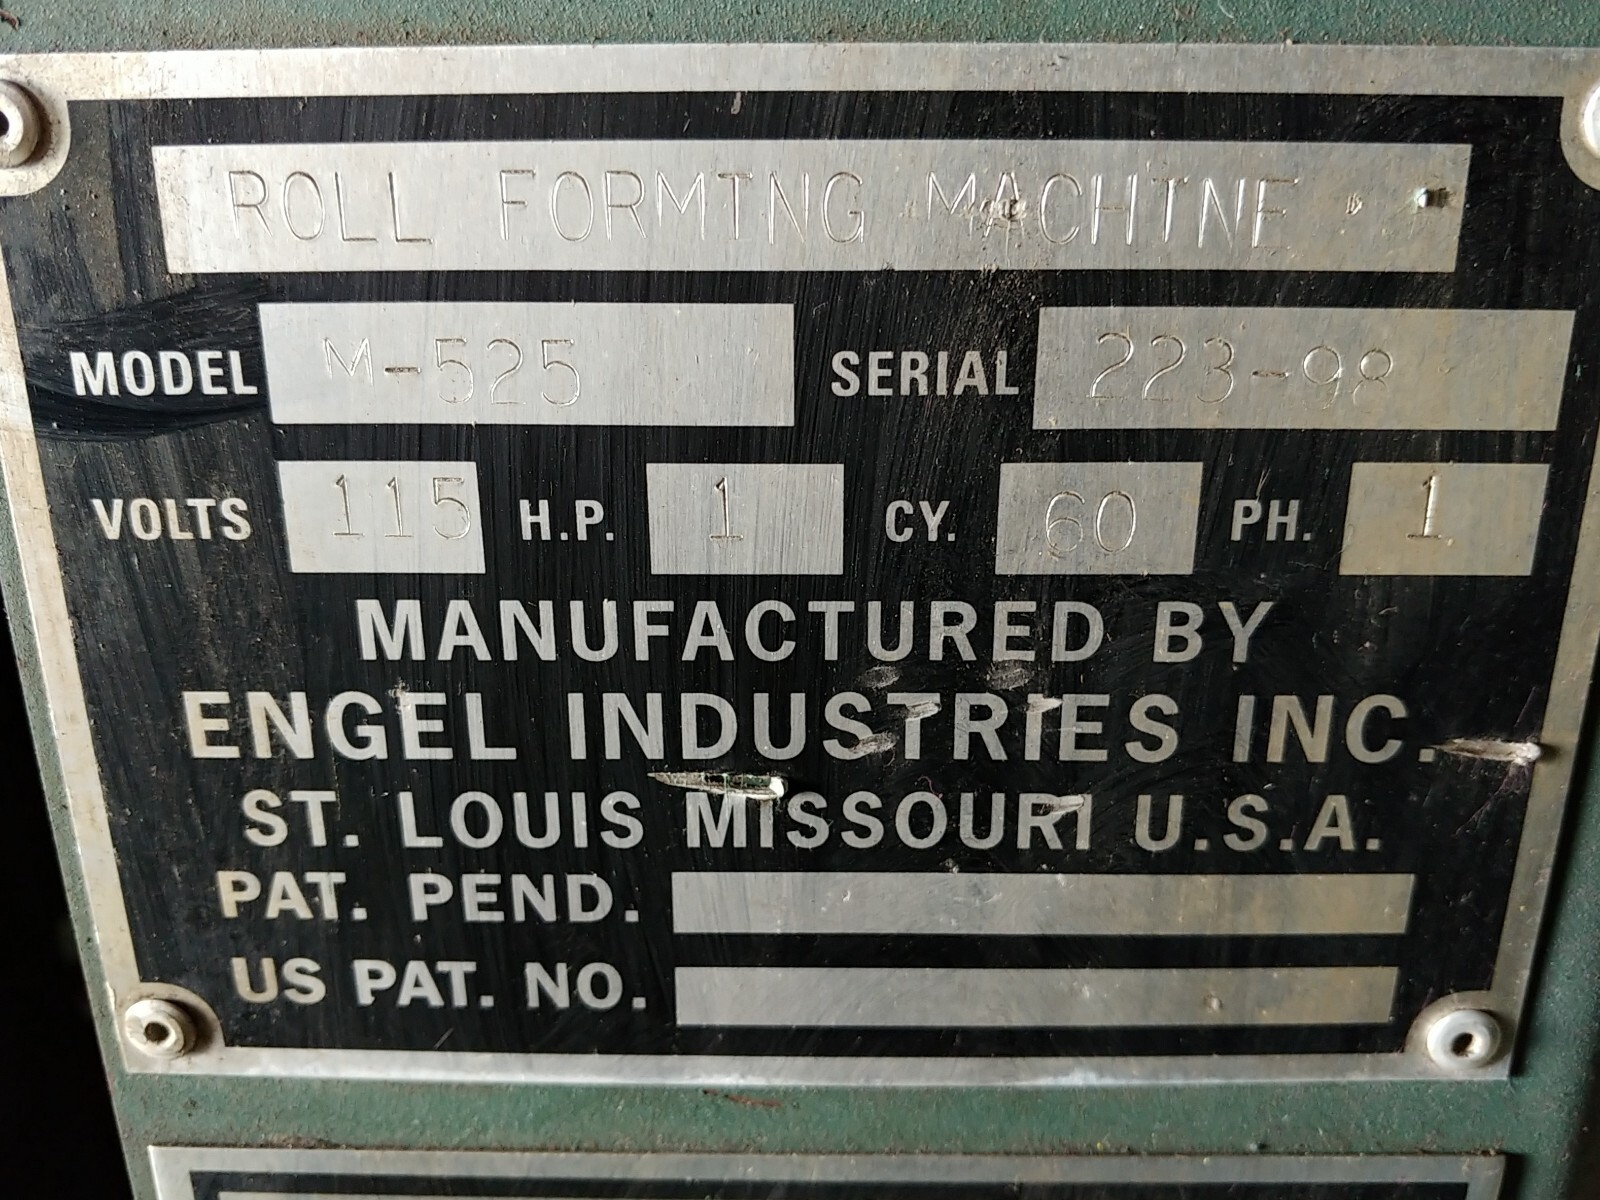 ROLL FORMING MACHINE
MODEL M-525 SERIAL 223-98
VOLTS 115 H.P. 1 CY. 60 PH. 1
MANUFACTURED BY
ENGEL INDUSTRIES INC.
ST. LOUIS MISSOURI U.S.A.
PAT. PEND.
US PAT. NO.